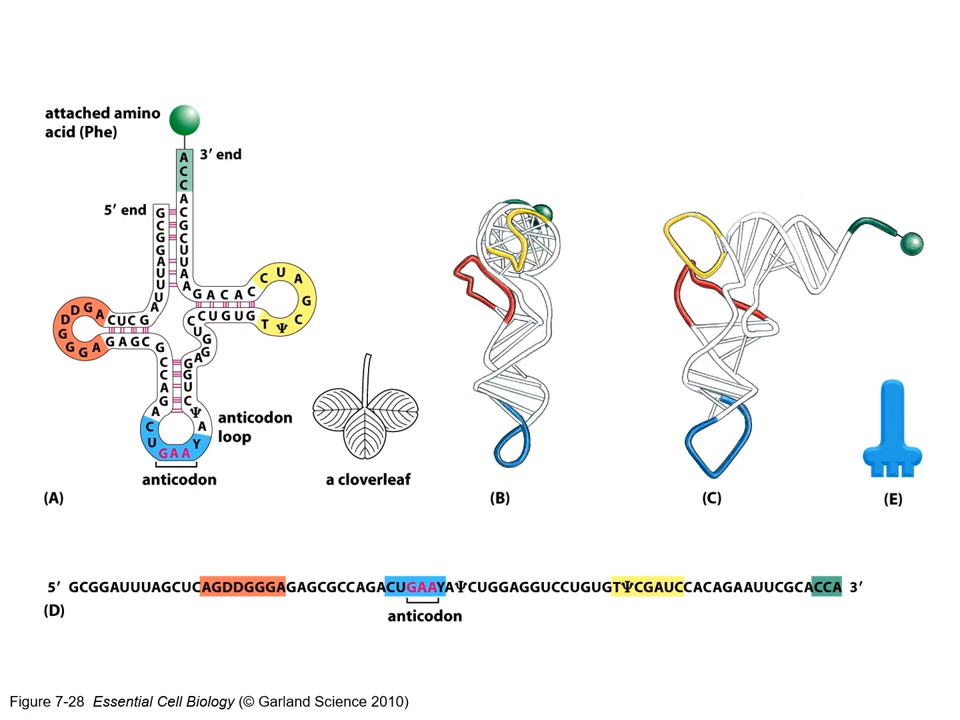 attached amino
acid (Phe)
3′ end
A
C
C
A
C
G
C
U
U
A
A
5′ end
G
C
G
G
A
U
U
U
A
G A C A C
C U A
G
C
Ψ
T
C U G U G
C
U
G
G
A
G
D G A
D
G
G
G A
C U C G
G A G C G
C
C
A
G
A
C
U
G A A
Y
A
Ψ
C
U
G
G
anticodon
loop
anticodon
a cloverleaf
(A)
(B)
(C)
(E)
5′ GCGGAUUUAGCUCAGDDGGGAGAGCGCCAGACUGAAYAΨCUGGAGGUCCUGUGTΨCGAUCCACAGAAUUCGCACCA 3′
(D)
anticodon
Figure 7-28 Essential Cell Biology (© Garland Science 2010)